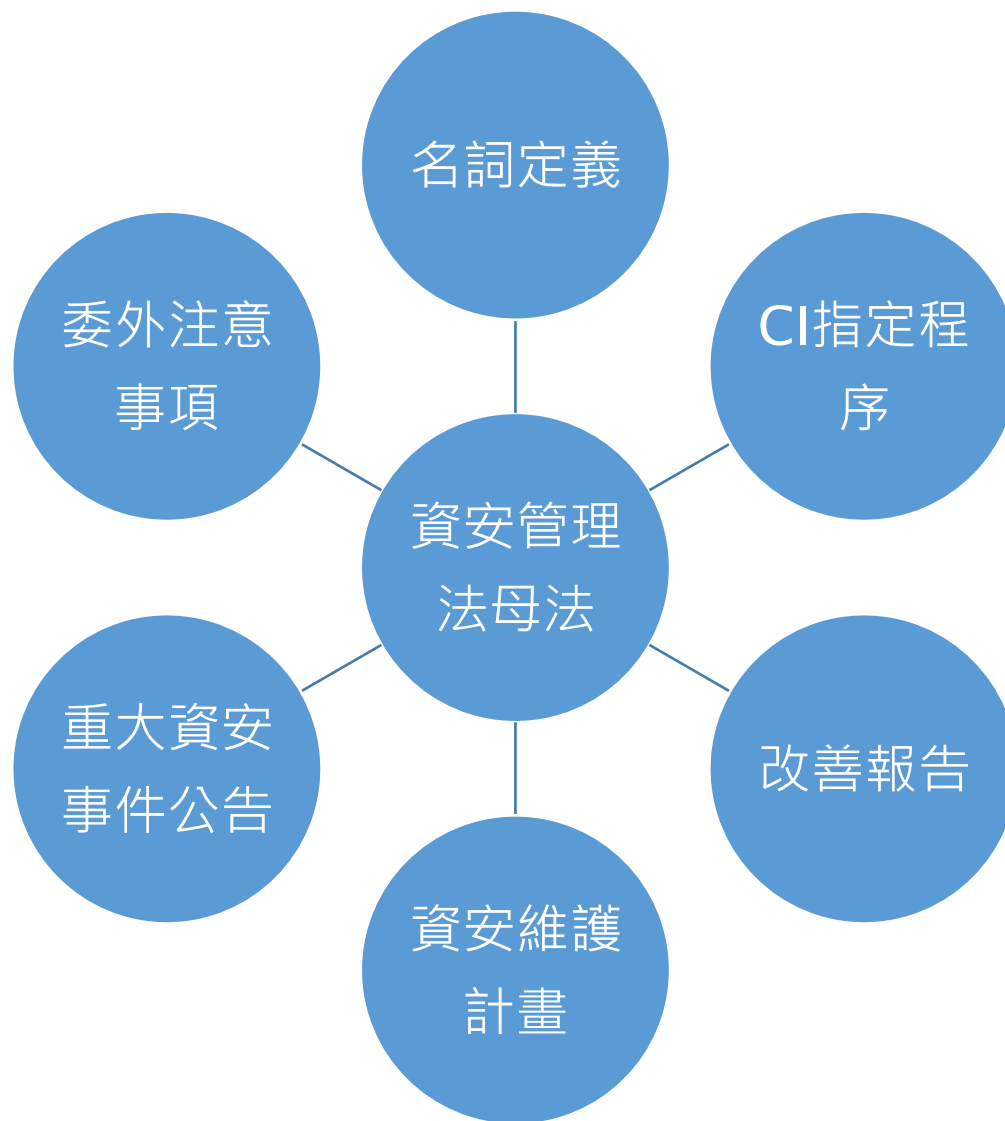 名詞定義
CI指定程
序
改善報告
資安維護
計畫
重大資安
事件公告
委外注意
事項
資安管理
法母法